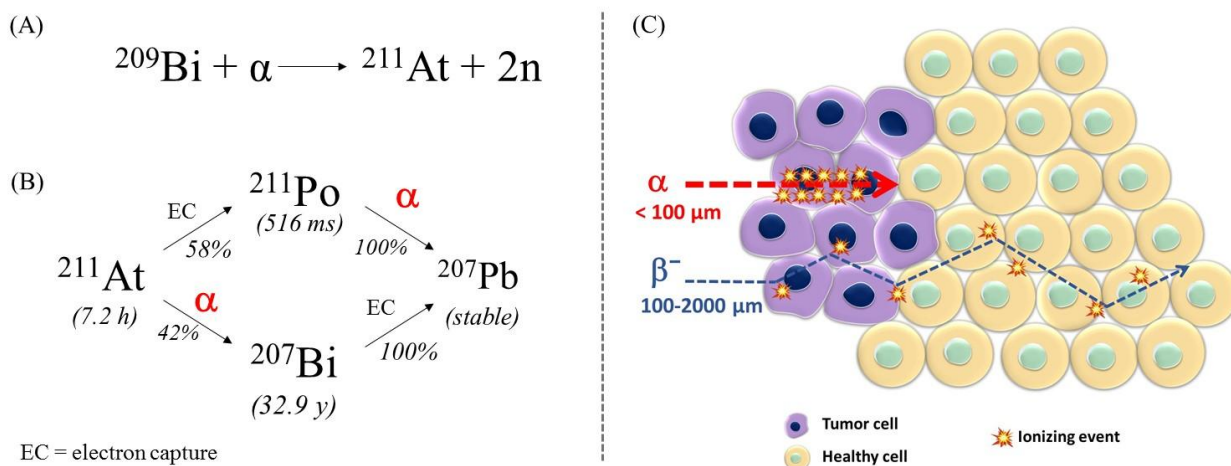 (A)
²⁰⁹Bi + α → ²¹¹At + 2n
(B)
²¹¹Po
(516 ms)
EC
58%
α
100%
²¹¹At
(7.2 h)
²⁰⁷Pb
(stable)
α
42%
EC
100%
²⁰⁷Bi
(32.9 y)
EC = electron capture
(C)
α
< 100 µm
β⁻
100-2000 µm
Tumor cell
Healthy cell
Ionizing event